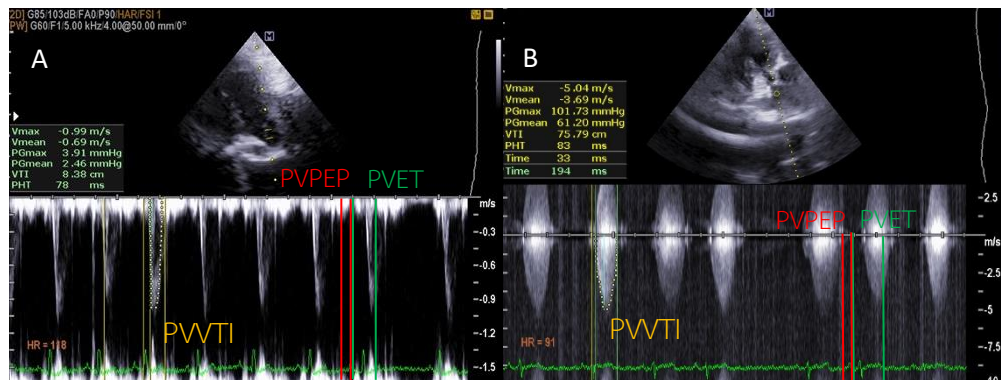 2D] G85/103dB/FA0/P90/HAR/FSI 1
PW] G60/F1/5.00 kHz/4.00@50.00 mm/0°
A
M
Vmax -0.99 m/s
Vmean -0.69 m/s
PGmax 3.91 mmHg
PGmean 2.46 mmHg
VTI 8.38 cm
PHT 78 ms
PVPEP
PVET
m/s
-0.3
-0.6
-0.9
-1.2
-1.5
PVVTI
HR = 118
B
M
Vmax -5.04 m/s
Vmean -3.69 m/s
PGmax 101.73 mmHg
PGmean 61.20 mmHg
VTI 75.79 cm
PHT 83 ms
Time 33 ms
Time 194 ms
PVPEP
PVET
2.5
m/s
-2.5
-5
-7.5
PVVTI
HR = 91